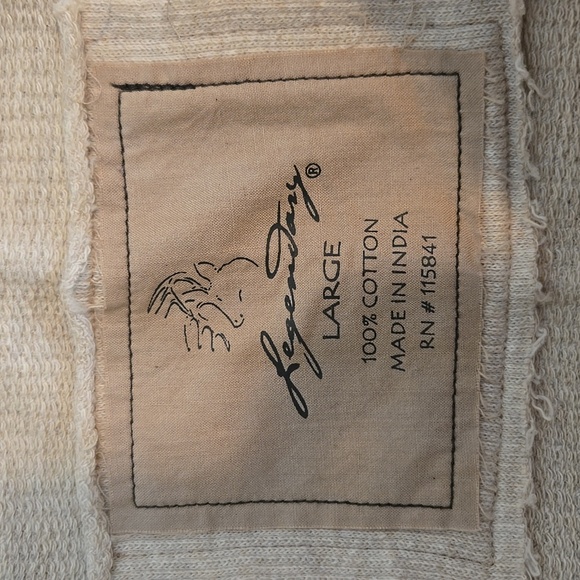 Legendary®
LARGE
100% COTTON
MADE IN INDIA
RN # 115841